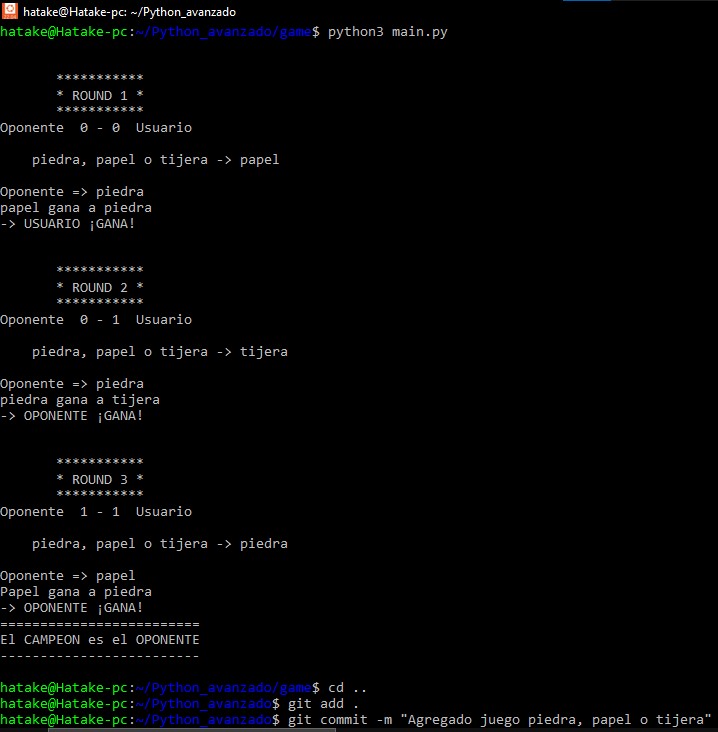 hatake@Hatake-pc: ~/Python_avanzado
hatake@Hatake-pc:~/Python_avanzado/game$ python3 main.py
***********
* ROUND 1 *
***********
Oponente  0 - 0  Usuario
piedra, papel o tijera -> papel
Oponente => piedra
papel gana a piedra
-> USUARIO ¡GANA!
***********
* ROUND 2 *
***********
Oponente  0 - 1  Usuario
piedra, papel o tijera -> tijera
Oponente => piedra
piedra gana a tijera
-> OPONENTE ¡GANA!
***********
* ROUND 3 *
***********
Oponente  1 - 1  Usuario
piedra, papel o tijera -> piedra
Oponente => papel
Papel gana a piedra
-> OPONENTE ¡GANA!
=========================
El CAMPEON es el OPONENTE
-------------------------
hatake@Hatake-pc:~/Python_avanzado/game$ cd ..
hatake@Hatake-pc:~/Python_avanzado$ git add .
hatake@Hatake-pc:~/Python_avanzado$ git commit -m "Agregado juego piedra, papel o tijera"